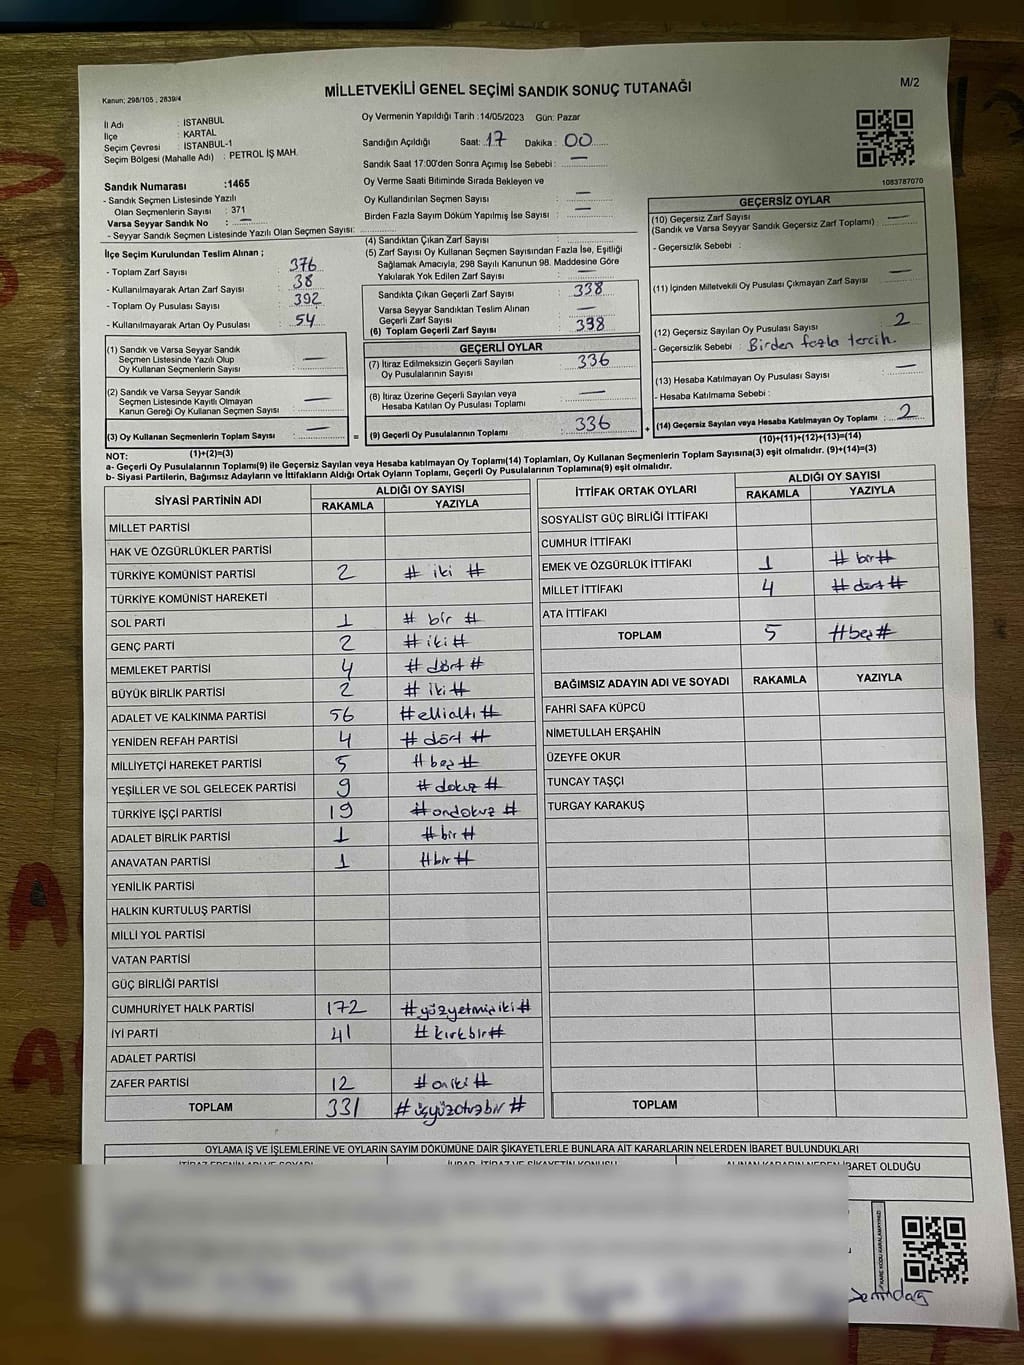 Kanun; 298/105 ; 2839/4
MİLLETVEKİLİ GENEL SEÇİMİ SANDIK SONUÇ TUTANAĞI
M/2
İl Adı : İSTANBUL
İlçe : KARTAL
Seçim Çevresi : İSTANBUL-1
Seçim Bölgesi (Mahalle Adı) : PETROL İŞ MAH.
Oy Vermenin Yapıldığı Tarih :14/05/2023 Gün: Pazar
Sandığın Açıldığı Saat: 17 Dakika : 00
Sandık Saat 17:00'den Sonra Açımış İse Sebebi : —
Oy Verme Saati Bitiminde Sırada Bekleyen ve
Oy Kullandırılan Seçmen Sayısı : —
Birden Fazla Sayım Döküm Yapılmış İse Sayısı : —
1083787070
Sandık Numarası :1465
- Sandık Seçmen Listesinde Yazılı
Olan Seçmenlerin Sayısı : 371
Varsa Seyyar Sandık No : —
- Seyyar Sandık Seçmen Listesinde Yazılı Olan Seçmen Sayısı:
İlçe Seçim Kurulundan Teslim Alınan ;
- Toplam Zarf Sayısı : 376
- Kullanılmayarak Artan Zarf Sayısı : 38
- Toplam Oy Pusulası Sayısı : 392
- Kullanılmayarak Artan Oy Pusulası : 54
(4) Sandıktan Çıkan Zarf Sayısı :
(5) Zarf Sayısı Oy Kullanan Seçmen Sayısından Fazla İse, Eşitliği
Sağlamak Amacıyla, 298 Sayılı Kanunun 98. Maddesine Göre
Yakılarak Yok Edilen Zarf Sayısı : —
Sandıkta Çıkan Geçerli Zarf Sayısı : 338
Varsa Seyyar Sandıktan Teslim Alınan
Geçerli Zarf Sayısı :
(6) Toplam Geçerli Zarf Sayısı : 338
GEÇERSİZ OYLAR
(10) Geçersiz Zarf Sayısı : —
(Sandık ve Varsa Seyyar Sandık Geçersiz Zarf Toplamı)
- Geçersizlik Sebebi :
(11) İçinden Milletvekili Oy Pusulası Çıkmayan Zarf Sayısı : —
(12) Geçersiz Sayılan Oy Pusulası Sayısı : 2
- Geçersizlik Sebebi : Birden fazla tercih.
(13) Hesaba Katılmayan Oy Pusulası Sayısı : —
- Hesaba Katılmama Sebebi :
(14) Geçersiz Sayılan veya Hesaba Katılmayan Oy Toplamı : 2
(10)+(11)+(12)+(13)=(14)
(1) Sandık ve Varsa Seyyar Sandık
Seçmen Listesinde Yazılı Olup
Oy Kullanan Seçmenlerin Sayısı : —
(2) Sandık ve Varsa Seyyar Sandık
Seçmen Listesinde Kayıtlı Olmayan
Kanun Gereği Oy Kullanan Seçmen Sayısı : —
(3) Oy Kullanan Seçmenlerin Toplam Sayısı : —
(1)+(2)=(3)
GEÇERLİ OYLAR
(7) İtiraz Edilmeksizin Geçerli Sayılan
Oy Pusulalarının Sayısı : 336
(8) İtiraz Üzerine Geçerli Sayılan veya
Hesaba Katılan Oy Pusulası Toplamı : —
= (9) Geçerli Oy Pusulalarının Toplamı : 336 +
NOT:
a- Geçerli Oy Pusulalarının Toplamı(9) ile Geçersiz Sayılan veya Hesaba katılmayan Oy Toplamı(14) Toplamları, Oy Kullanan Seçmenlerin Toplam Sayısına(3) eşit olmalıdır. (9)+(14)=(3)
b- Siyasi Partilerin, Bağımsız Adayların ve İttifakların Aldığı Ortak Oyların Toplamı, Geçerli Oy Pusulalarının Toplamına(9) eşit olmalıdır.
SİYASİ PARTİNİN ADI ALDIĞI OY SAYISI
RAKAMLA YAZIYLA
MİLLET PARTİSİ
HAK VE ÖZGÜRLÜKLER PARTİSİ
TÜRKİYE KOMÜNİST PARTİSİ 2 # iki #
TÜRKİYE KOMÜNİST HAREKETİ
SOL PARTİ 1 # bir #
GENÇ PARTİ 2 # iki #
MEMLEKET PARTİSİ 4 # dört #
BÜYÜK BİRLİK PARTİSİ 2 # iki #
ADALET VE KALKINMA PARTİSİ 56 # ellialtı #
YENİDEN REFAH PARTİSİ 4 # dört #
MİLLİYETÇİ HAREKET PARTİSİ 5 # beş #
YEŞİLLER VE SOL GELECEK PARTİSİ 9 # dokuz #
TÜRKİYE İŞÇİ PARTİSİ 19 # ondokuz #
ADALET BİRLİK PARTİSİ 1 # bir #
ANAVATAN PARTİSİ 1 # bir #
YENİLİK PARTİSİ
HALKIN KURTULUŞ PARTİSİ
MİLLİ YOL PARTİSİ
VATAN PARTİSİ
GÜÇ BİRLİĞİ PARTİSİ
CUMHURİYET HALK PARTİSİ 172 # yüzyetmişiki #
İYİ PARTİ 41 # kırkbir #
ADALET PARTİSİ
ZAFER PARTİSİ 12 # oniki #
TOPLAM 331 # üçyüzotuzbir #
İTTİFAK ORTAK OYLARI ALDIĞI OY SAYISI
RAKAMLA YAZIYLA
SOSYALİST GÜÇ BİRLİĞİ İTTİFAKI
CUMHUR İTTİFAKI
EMEK VE ÖZGÜRLÜK İTTİFAKI 1 # bir #
MİLLET İTTİFAKI 4 # dört #
ATA İTTİFAKI
TOPLAM 5 # beş #
BAĞIMSIZ ADAYIN ADI VE SOYADI RAKAMLA YAZIYLA
FAHRİ SAFA KÜPCÜ
NİMETULLAH ERŞAHİN
ÜZEYFE OKUR
TUNCAY TAŞÇI
TURGAY KARAKUŞ
TOPLAM
OYLAMA İŞ VE İŞLEMLERİNE VE OYLARIN SAYIM DÖKÜMÜNE DAİR ŞİKAYETLERLE BUNLARA AİT KARARLARIN NELERDEN İBARET BULUNDUKLARI
İBARET OLDUĞU
KARE KODU KARALAMAYINIZ!